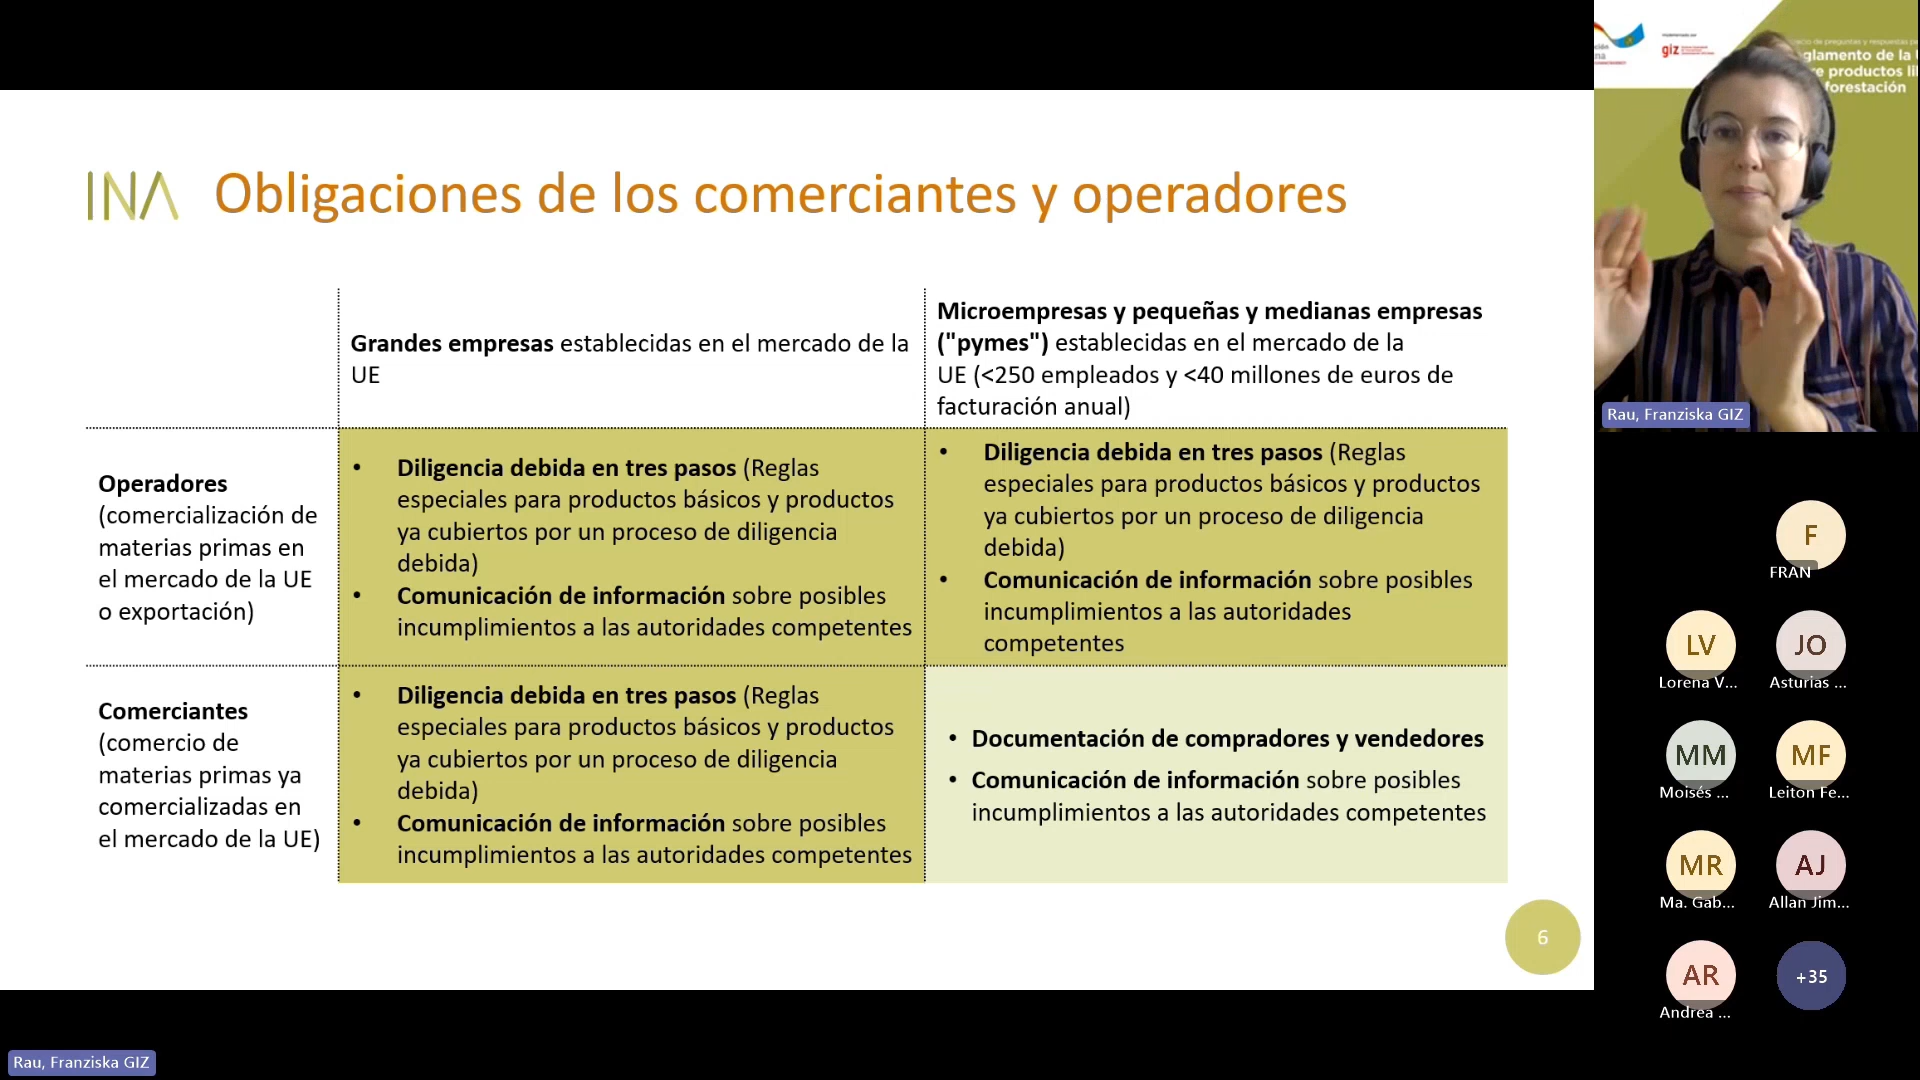 INA
Obligaciones de los comerciantes y operadores
Grandes empresas establecidas en el mercado de la
UE
Microempresas y pequeñas y medianas empresas
("pymes") establecidas en el mercado de la
UE (<250 empleados y <40 millones de euros de
facturación anual)
Operadores
(comercialización de
materias primas en
el mercado de la UE
o exportación)
• Diligencia debida en tres pasos (Reglas
especiales para productos básicos y productos
ya cubiertos por un proceso de diligencia
debida)
• Comunicación de información sobre posibles
incumplimientos a las autoridades competentes
• Diligencia debida en tres pasos (Reglas
especiales para productos básicos y productos
ya cubiertos por un proceso de diligencia
debida)
• Comunicación de información sobre posibles
incumplimientos a las autoridades
competentes
Comerciantes
(comercio de
materias primas ya
comercializadas en
el mercado de la UE)
• Diligencia debida en tres pasos (Reglas
especiales para productos básicos y productos
ya cubiertos por un proceso de diligencia
debida)
• Comunicación de información sobre posibles
incumplimientos a las autoridades competentes
• Documentación de compradores y vendedores
• Comunicación de información sobre posibles
incumplimientos a las autoridades competentes
6
Rau, Franziska GIZ
giz
glamento de la
re productos li
forestación
Rau, Franziska GIZ
F
FRAN
LV
Lorena V...
JO
Asturias ...
MM
Moisés ...
MF
Leiton Fe...
MR
Ma. Gab...
AJ
Allan Jim...
AR
Andrea ...
+35